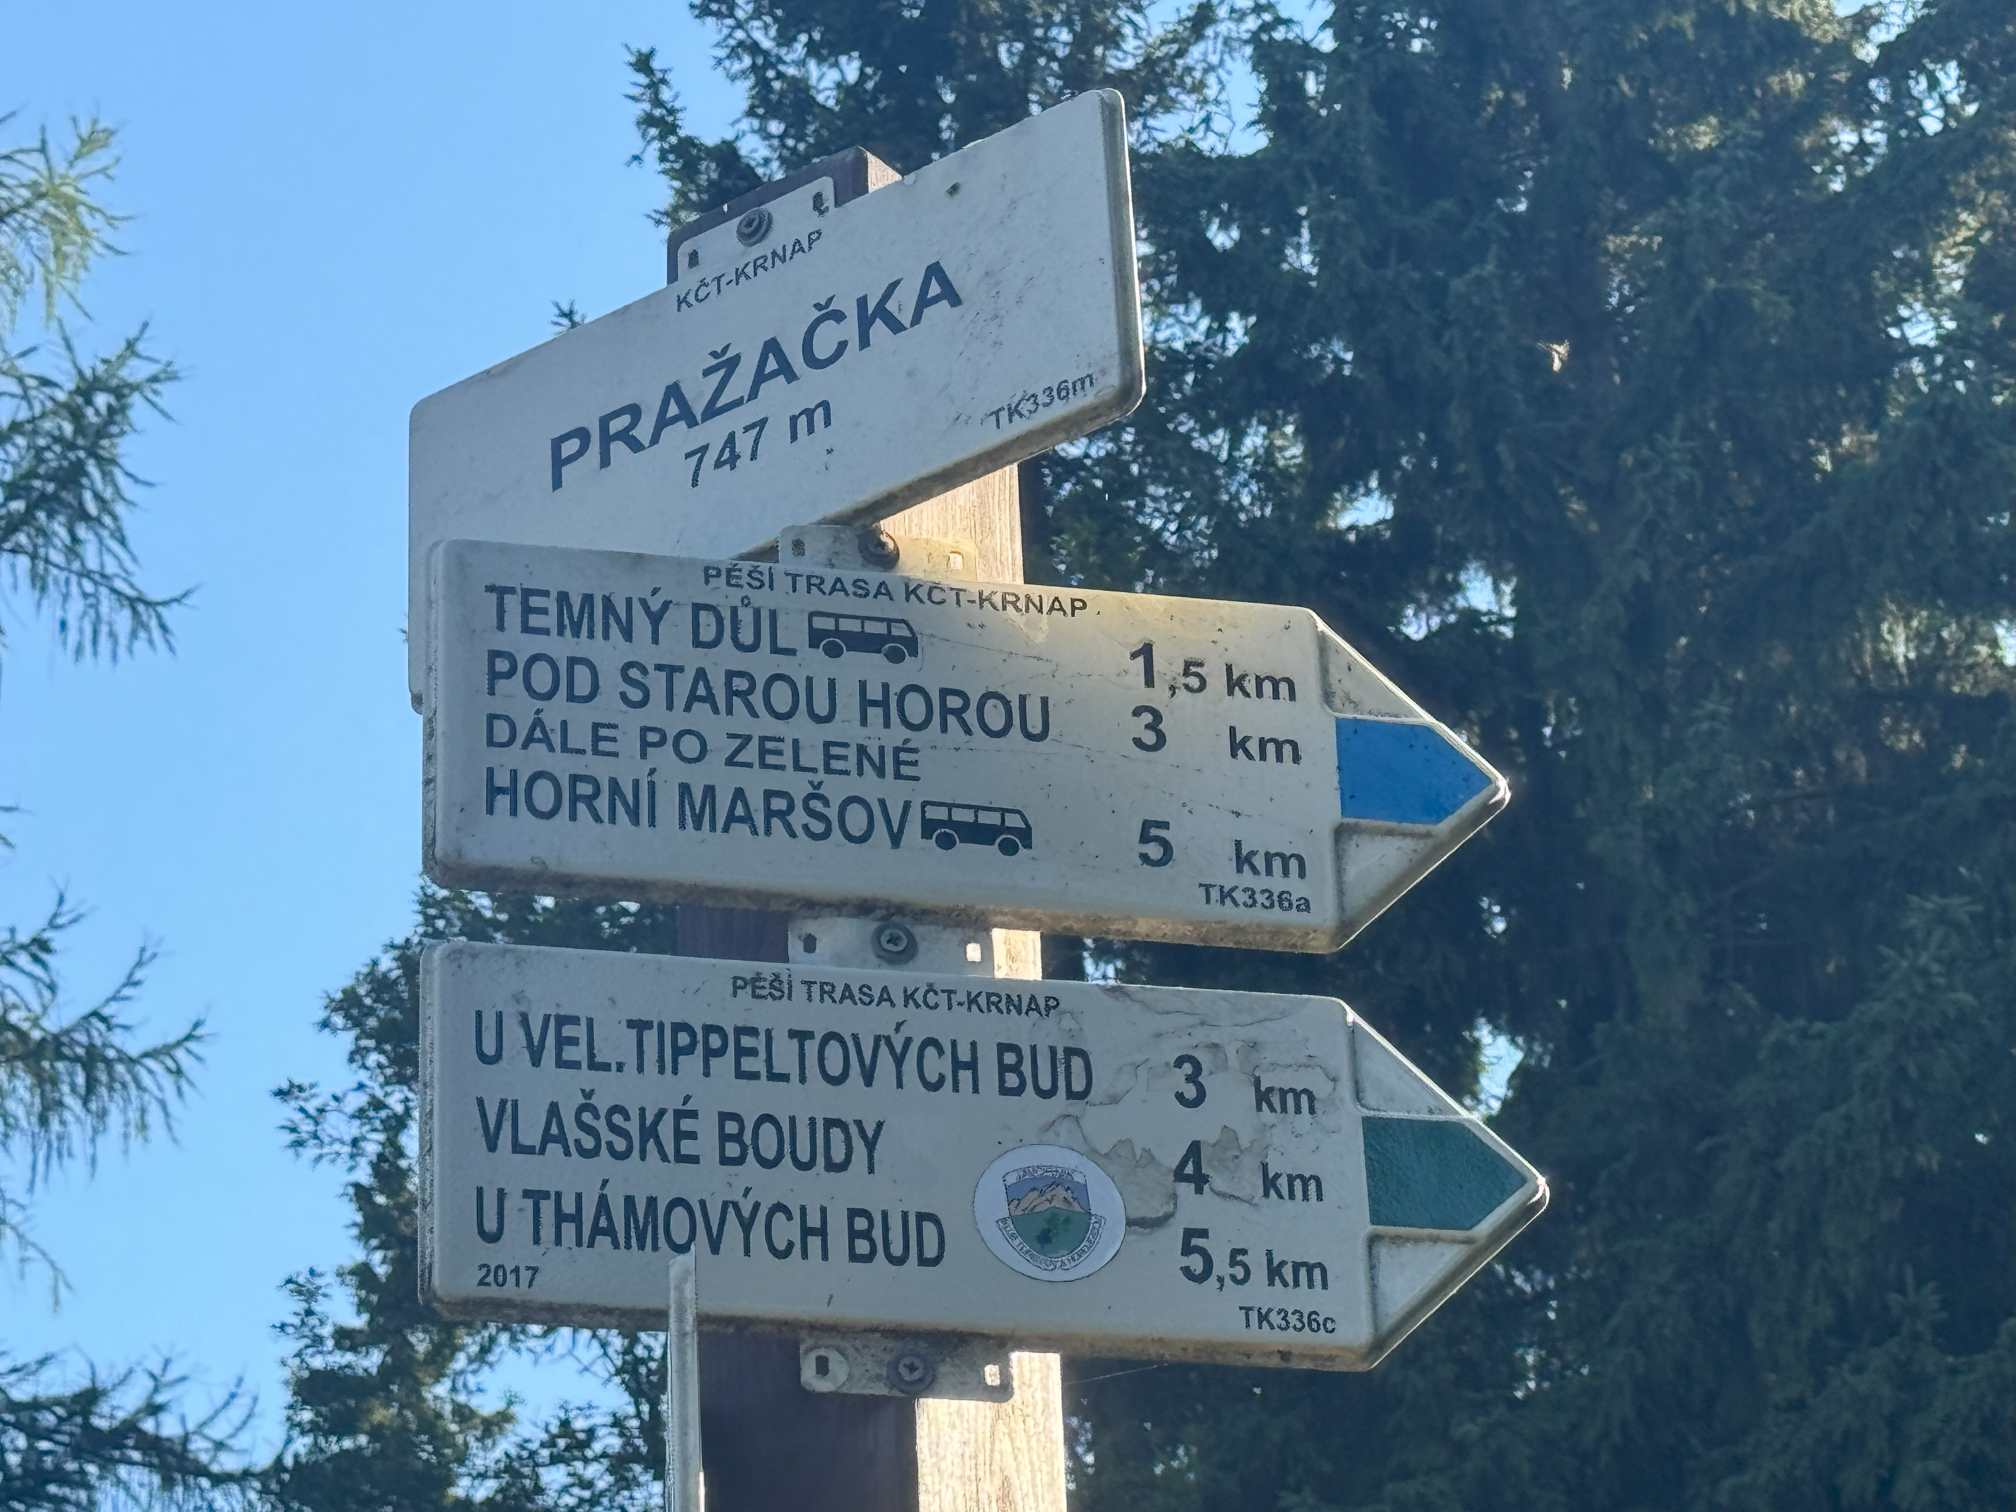 KČT-KRNAP
PRAŽAČKA
747 m
TK336m
PĚŠÍ TRASA KČT-KRNAP
TEMNÝ DŮL 1,5 km
POD STAROU HOROU 3 km
DÁLE PO ZELENÉ
HORNÍ MARŠOV 5 km
TK336a
PĚŠÍ TRASA KČT-KRNAP
U VEL.TIPPELTOVÝCH BUD 3 km
VLAŠSKÉ BOUDY 4 km
U THÁMOVÝCH BUD 5,5 km
2017
TK336c